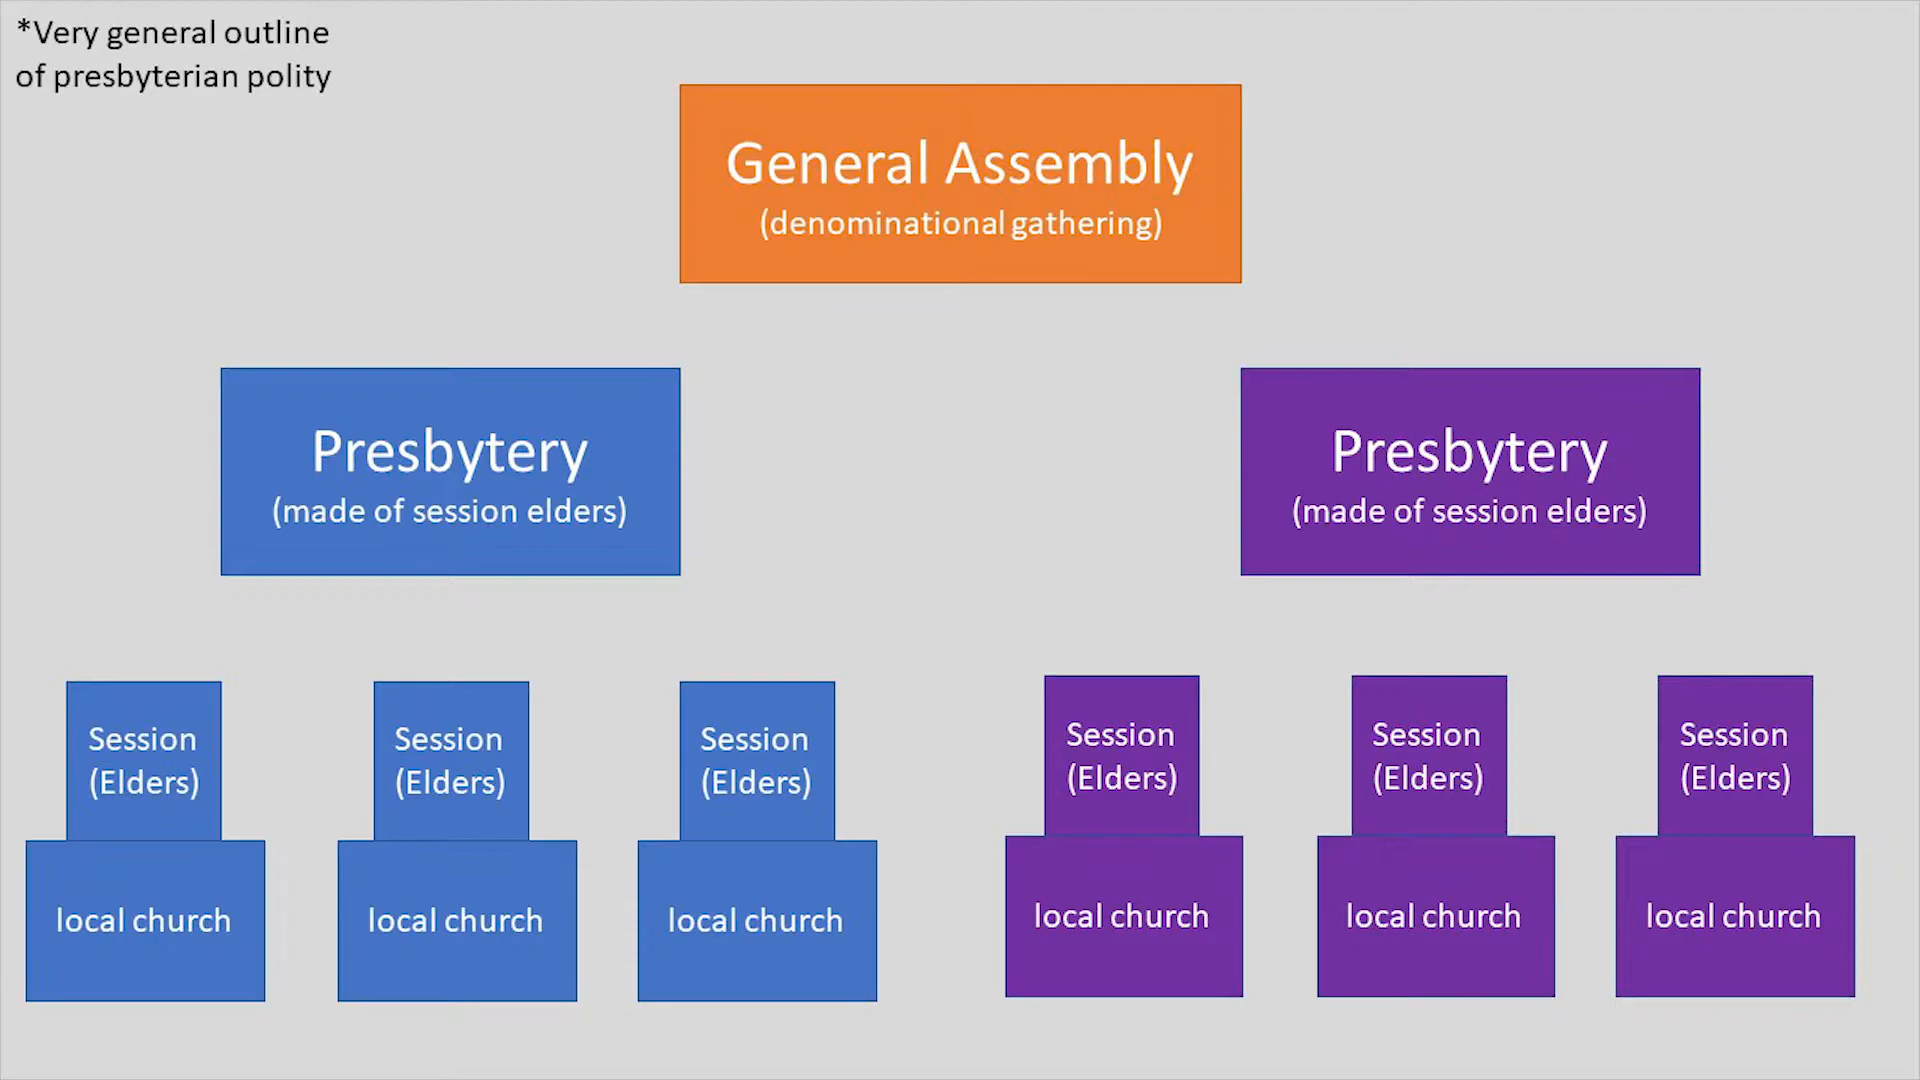 *Very general outline
of presbyterian polity
General Assembly
(denominational gathering)
Presbytery
(made of session elders)
Presbytery
(made of session elders)
Session
(Elders)
local church
Session
(Elders)
local church
Session
(Elders)
local church
Session
(Elders)
local church
Session
(Elders)
local church
Session
(Elders)
local church